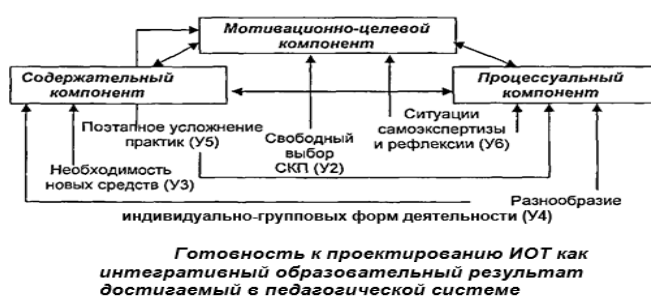 Мотивационно-целевой
компонент
Содержательный
компонент
Процессуальный
компонент
Поэтапное усложнение
практик (У5)
Свободный
выбор
СКП (У2)
Ситуации
самоэкспертизы
и рефлексии (У6)
Необходимость
новых средств (У3)
Разнообразие
индивидуально-групповых форм деятельности (У4)
Готовность к проектированию ИОТ как
интегративный образовательный результат
достигаемый в педагогической системе